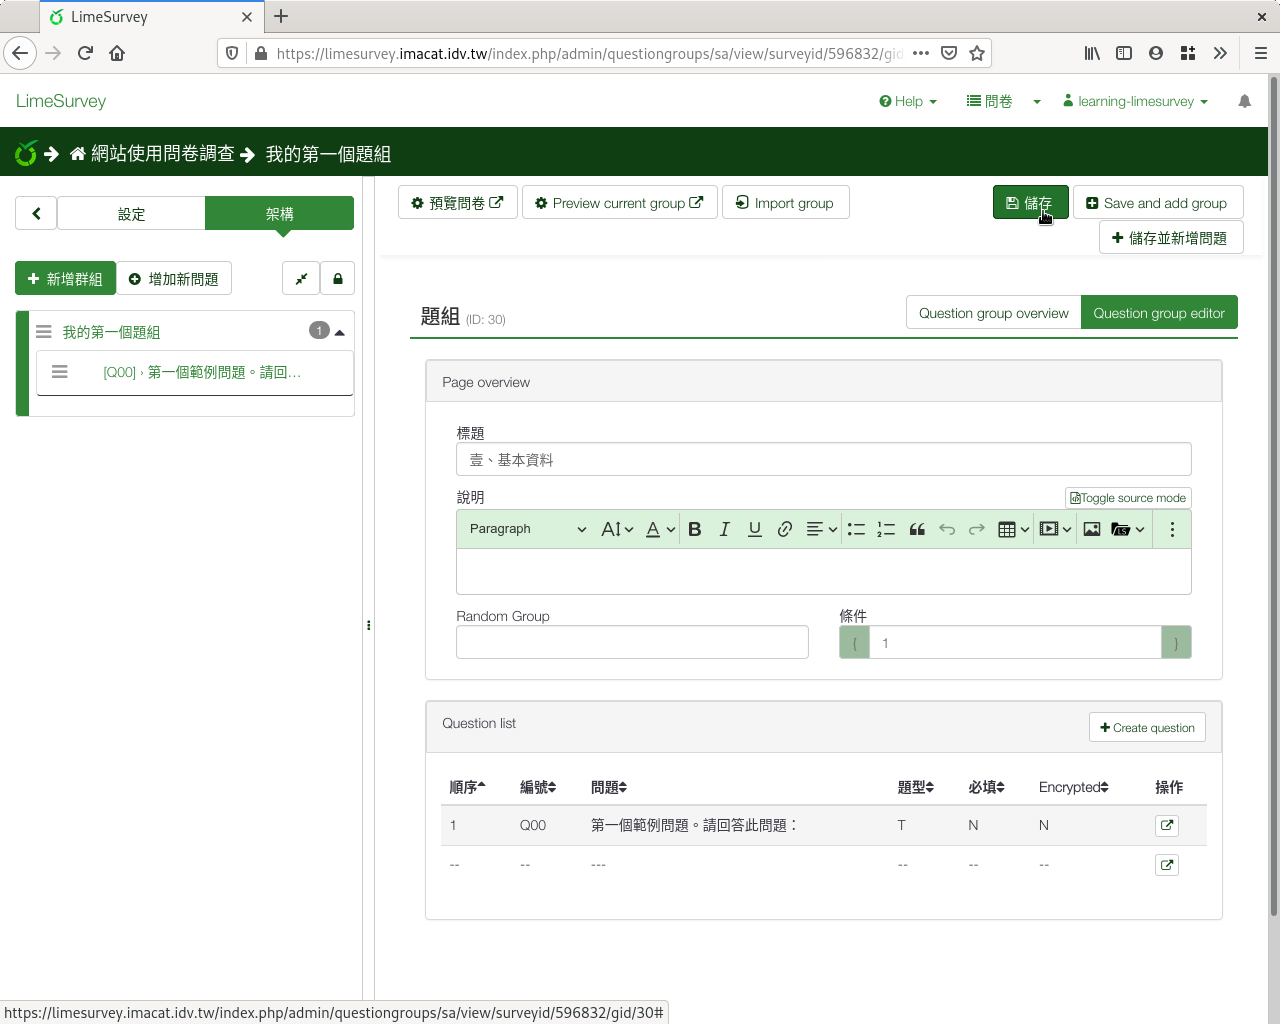 LimeSurvey
https://limesurvey.imacat.idv.tw/index.php/admin/questiongroups/sa/view/surveyid/596832/gid
LimeSurvey
Help
問卷
learning-limesurvey
網站使用問卷調查
我的第一個題組
設定
架構
新增群組
增加新問題
我的第一個題組
1
[Q00] › 第一個範例問題。請回...
預覽問卷
Preview current group
Import group
儲存
Save and add group
儲存並新增問題
題組 (ID: 30)
Question group overview
Question group editor
Page overview
標題
壹、基本資料
說明
Toggle source mode
Paragraph
Random Group
條件
{ 1 }
Question list
Create question
順序 編號 問題 題型 必填 Encrypted 操作
1 Q00 第一個範例問題。請回答此問題： T N N
-- -- --- -- -- --
https://limesurvey.imacat.idv.tw/index.php/admin/questiongroups/sa/view/surveyid/596832/gid/30#